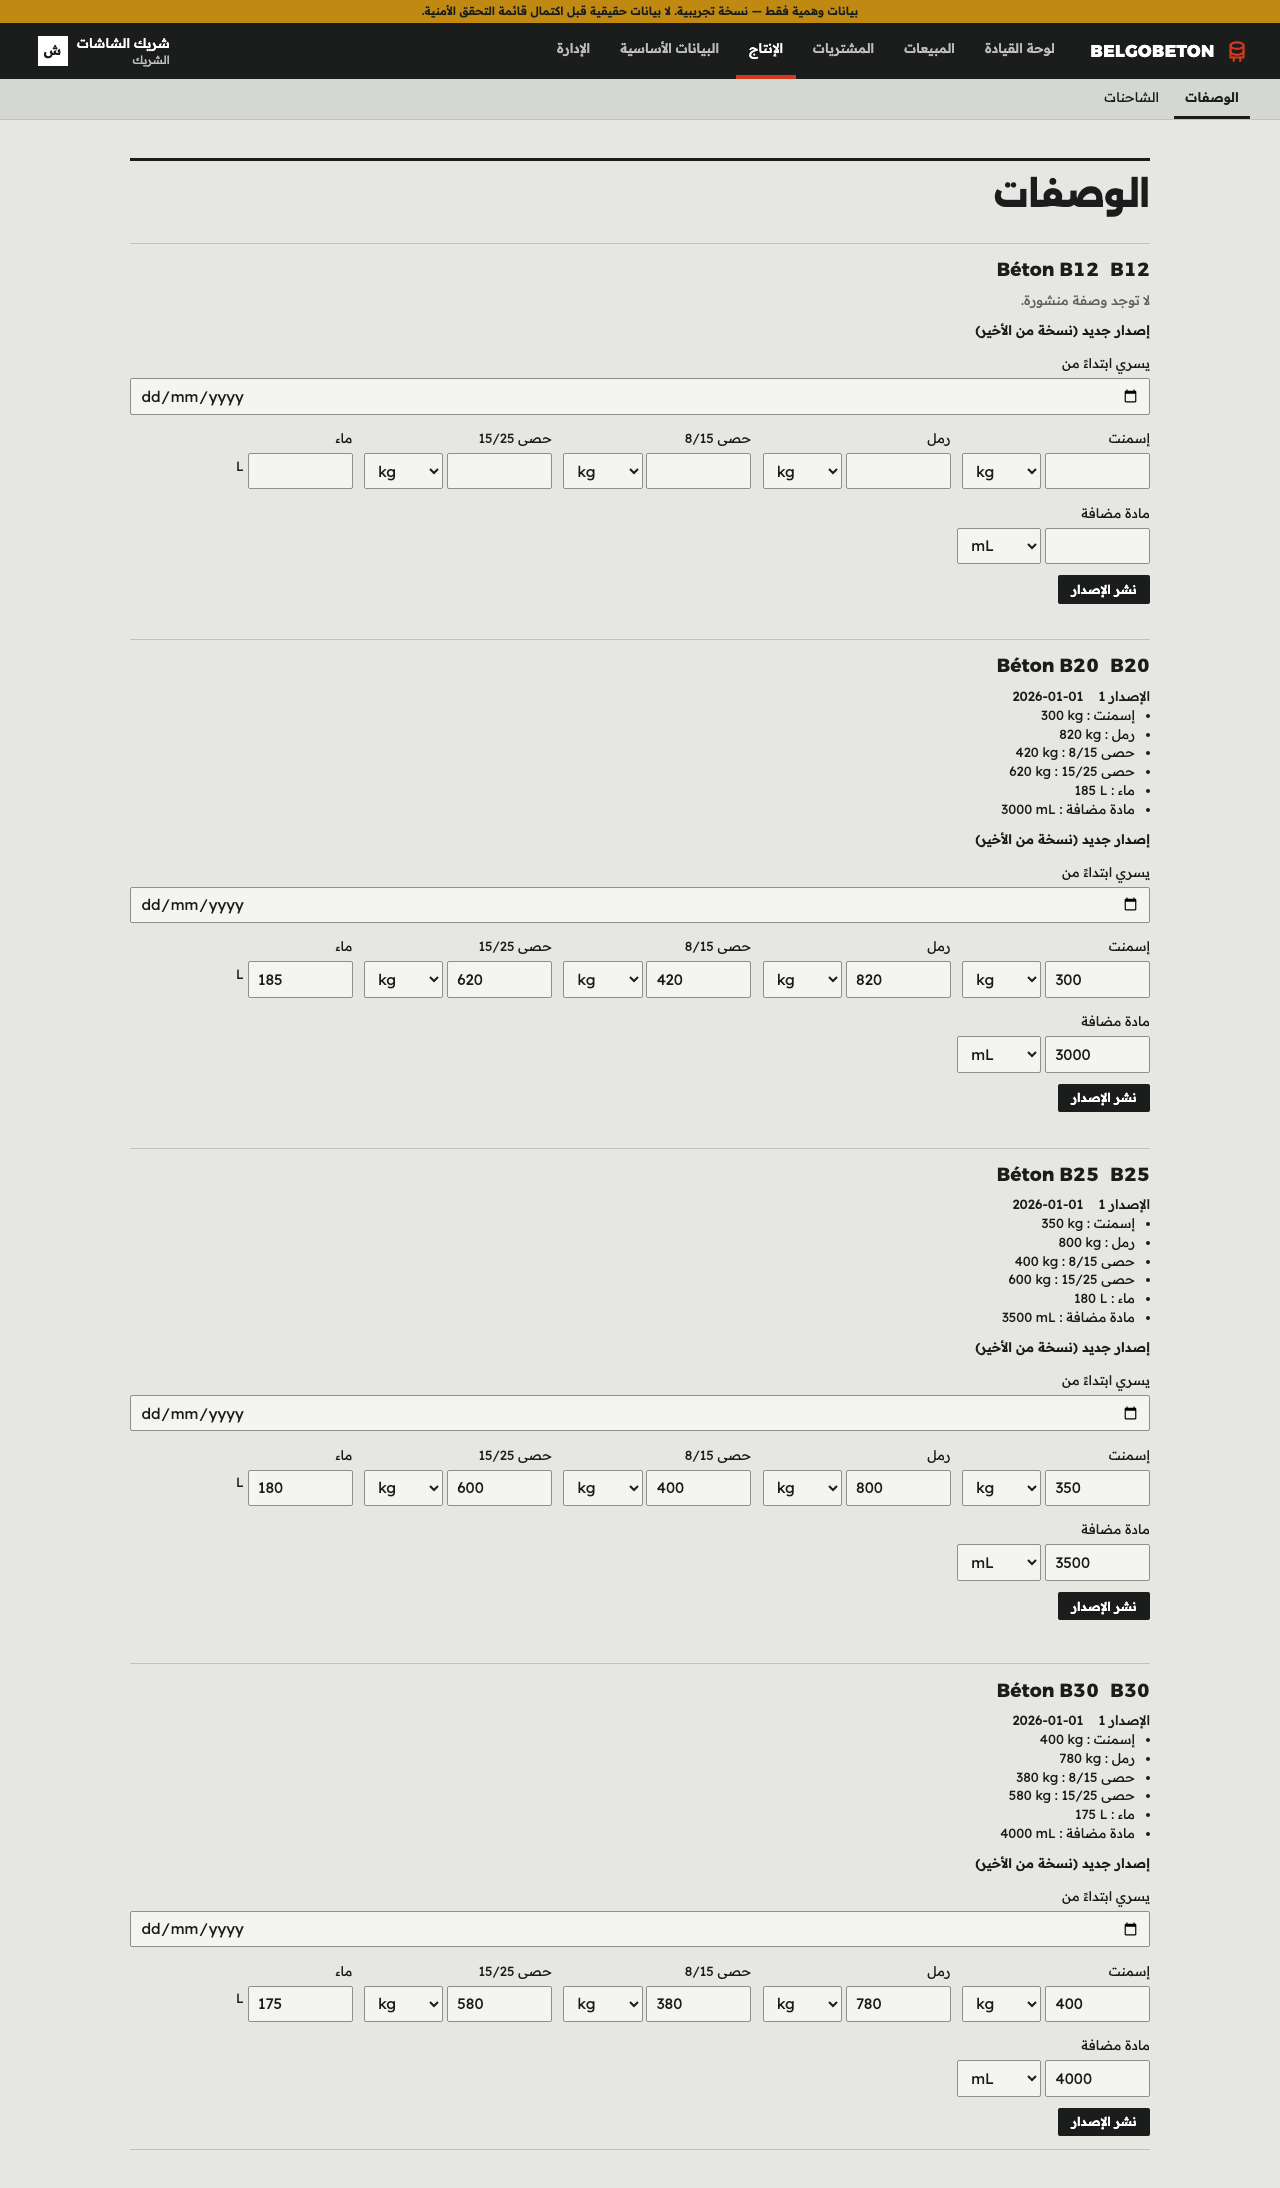 بيانات وهمية فقط — نسخة تجريبية. لا بيانات حقيقية قبل اكتمال قائمة التحقق الأمنية.
BELGOBETON لوحة القيادة المبيعات المشتريات الإنتاج البيانات الأساسية الإدارة شريك الشاشات ش
الشريك
الوصفات الشاحنات
الوصفات
B12 Béton B12
لا توجد وصفة منشورة.
إصدار جديد (نسخة من الأخير)
يسري ابتداءً من
dd/mm/yyyy
إسمنت رمل حصى 8/15 حصى 15/25 ماء
kg kg kg kg L
مادة مضافة
mL
نشر الإصدار
B20 Béton B20
الإصدار 1 2026-01-01
• إسمنت : 300 kg
• رمل : 820 kg
• حصى 8/15 : 420 kg
• حصى 15/25 : 620 kg
• ماء : 185 L
• مادة مضافة : 3000 mL
إصدار جديد (نسخة من الأخير)
يسري ابتداءً من
dd/mm/yyyy
إسمنت رمل حصى 8/15 حصى 15/25 ماء
300 kg 820 kg 420 kg 620 kg 185 L
مادة مضافة
3000 mL
نشر الإصدار
B25 Béton B25
الإصدار 1 2026-01-01
• إسمنت : 350 kg
• رمل : 800 kg
• حصى 8/15 : 400 kg
• حصى 15/25 : 600 kg
• ماء : 180 L
• مادة مضافة : 3500 mL
إصدار جديد (نسخة من الأخير)
يسري ابتداءً من
dd/mm/yyyy
إسمنت رمل حصى 8/15 حصى 15/25 ماء
350 kg 800 kg 400 kg 600 kg 180 L
مادة مضافة
3500 mL
نشر الإصدار
B30 Béton B30
الإصدار 1 2026-01-01
• إسمنت : 400 kg
• رمل : 780 kg
• حصى 8/15 : 380 kg
• حصى 15/25 : 580 kg
• ماء : 175 L
• مادة مضافة : 4000 mL
إصدار جديد (نسخة من الأخير)
يسري ابتداءً من
dd/mm/yyyy
إسمنت رمل حصى 8/15 حصى 15/25 ماء
400 kg 780 kg 380 kg 580 kg 175 L
مادة مضافة
4000 mL
نشر الإصدار